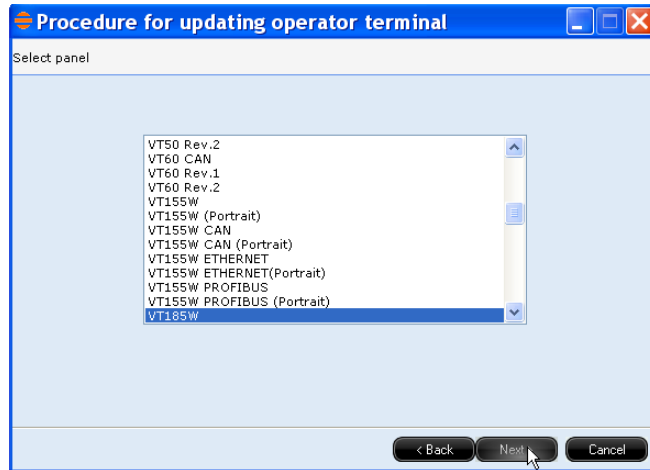 Procedure for updating operator terminal
Select panel
VT50 Rev.2
VT60 CAN
VT60 Rev.1
VT60 Rev.2
VT155W
VT155W (Portrait)
VT155W CAN
VT155W CAN (Portrait)
VT155W ETHERNET
VT155W ETHERNET(Portrait)
VT155W PROFIBUS
VT155W PROFIBUS (Portrait)
VT185W
< Back Next Cancel